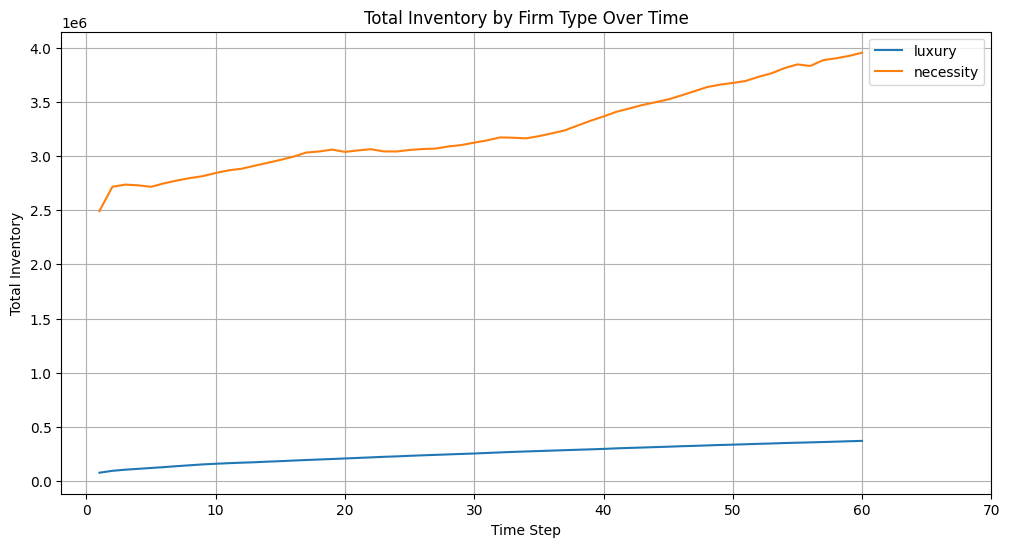 Total Inventory by Firm Type Over Time
1e6
luxury
necessity
4.0
3.5
3.0
2.5
2.0
1.5
1.0
0.5
0.0
Total Inventory
0 10 20 30 40 50 60 70
Time Step